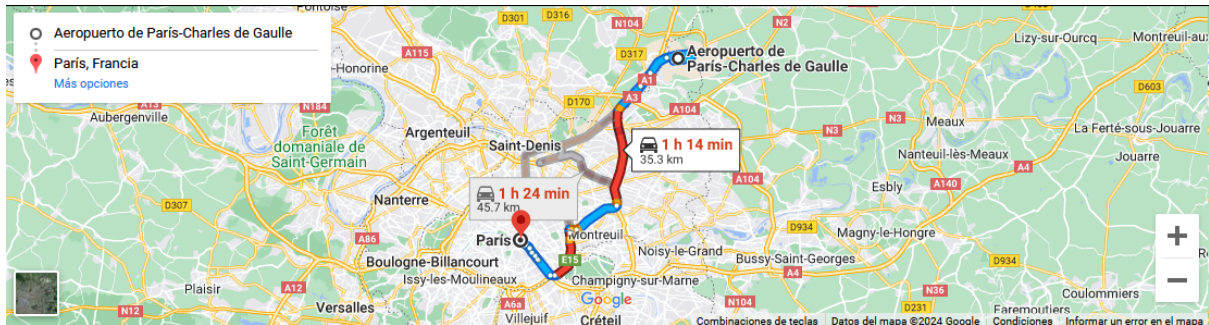 Aeropuerto de París-Charles de Gaulle
París, Francia
Más opciones
Pontoise
D301
D316
N104
D317
N2
Lizy-sur-Ourcq
Montreuil-aux
A115
Aeropuerto de
París-Charles de Gaulle
A1
A3
A104
D170
D603
A13
Aubergenville
N184
Forêt
domaniale de
Saint-Germain
Argenteuil
Saint-Denis
N3
N3
Meaux
La Ferté-sous-Jouarre
1 h 14 min
35.3 km
Nanteuil-lès-Meaux
A4
Jouarre
A104
A140
Esbly
1 h 24 min
45.7 km
Nanterre
D307
A86
París
Montreuil
D934
Magny-le-Hongre
Boulogne-Billancourt
E15
Noisy-le-Grand
Bussy-Saint-Georges
D934
Issy-les-Moulineaux
Champigny-sur-Marne
A4
Plaisir
A12
Versalles
A6a
Google
N104
N36
Coulommiers
N12
Villejuif
Créteil
D231
Faremoutiers
Combinaciones de teclas
Datos del mapa ©2024 Google
Condiciones
Informar un error en el mapa